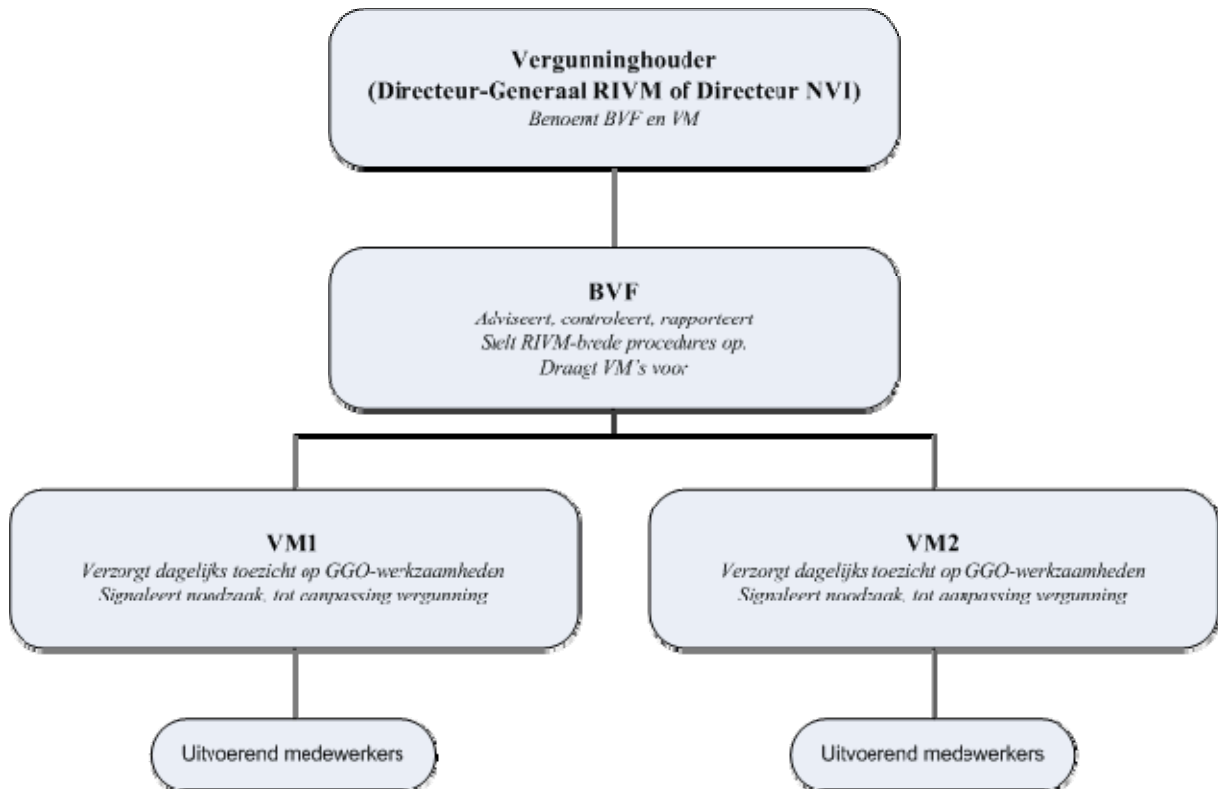 Vergunninghouder
(Directeur-Generaal RIVM of Directeur NVI)
Benoemt BVF en VM
BVF
Adviseert, controleert, rapporteert
Stelt RIVM-brede procedures op.
Draagt VM's voor
VM1
Verzorgt dagelijks toezicht op GGO-werkzaamheden
Signaleert noodzaak, tot aanpassing vergunning
VM2
Verzorgt dagelijks toezicht op GGO-werkzaamheden
Signaleert noodzaak, tot aanpassing vergunning
Uitvoerend medewerkers
Uitvoerend medewerkers